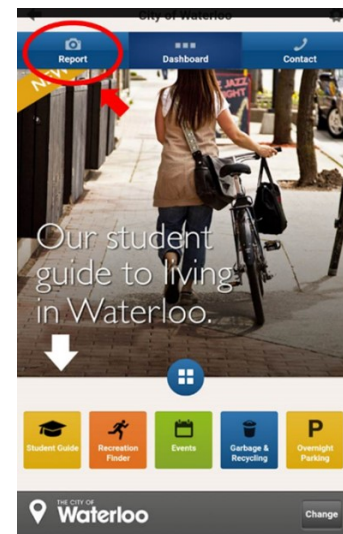 City of Waterloo
Report
Dashboard
Contact
NEW
JAZZ
Our student
guide to living
in Waterloo.
Student Guide
Recreation
Finder
Events
Garbage &
Recycling
P
Overnight
Parking
THE CITY OF
Waterloo
Change